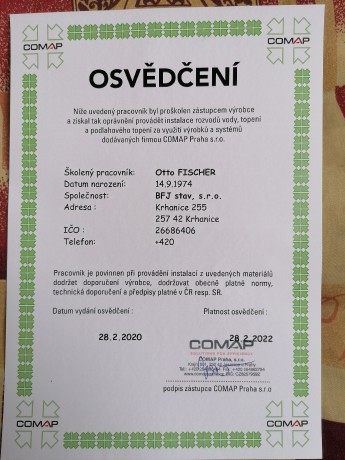 COMAP COMAP
OSVĚDČENÍ
Níže uvedený pracovník byl proškolen zástupcem výrobce
a získal tak oprávnění provádět instalace rozvodů vody, topení
a podlahového topení za využití výrobků a systémů
dodávaných firmou COMAP Praha s.r.o.
Školený pracovník: Otto FISCHER
Datum narození: 14.9.1974
Společnost: BFJ stav, s.r.o.
Adresa : Krhanice 255
257 42 Krhanice
IČO : 26686406
Telefon: +420
Pracovník je povinnen při provádění instalací z uvedených materiálů
dodržet doporučení výrobce, dodržovat obecně platné normy,
technické doporučení a předpisy platné v ČR resp. SR.
Datum vydání osvědčení : Platnost osvědčení :
28.2.2020 28.2.2022
COMAP
COMAP Praha, s.r.o.
podpis zástupce COMAP Praha s.r.o
COMAP COMAP